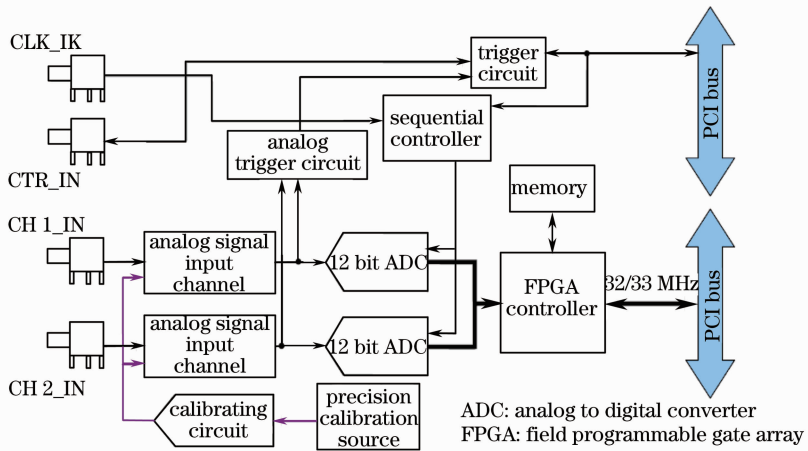 CLK_IK
trigger
circuit
PCI bus
sequential
controller
analog
trigger circuit
CTR_IN
memory
CH 1_IN
analog signal
input
channel
12 bit ADC
FPGA
controller
32/33 MHz
PCI bus
analog signal
input
channel
12 bit ADC
CH 2_IN
calibrating
circuit
precision
calibration
source
ADC: analog to digital converter
FPGA: field programmable gate array